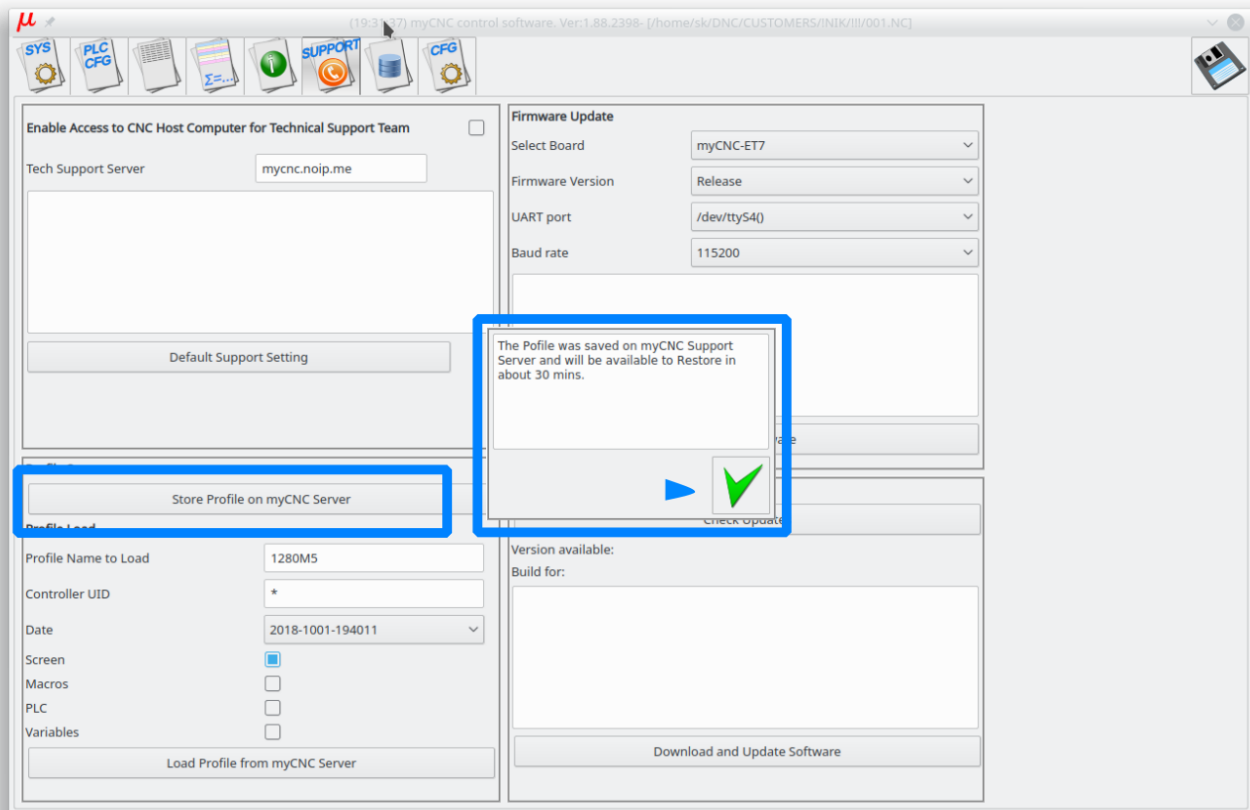 μ
(19:31:37) myCNC control software. Ver:1.88.2398- [/home/sk/DNC/CUSTOMERS/!NIK/!!!/001.NC]
SYS
PLC CFG
Σ=...
SUPPORT
CFG
Enable Access to CNC Host Computer for Technical Support Team
Tech Support Server
mycnc.noip.me
Default Support Setting
Firmware Update
Select Board
myCNC-ET7
Firmware Version
Release
UART port
/dev/ttyS4()
Baud rate
115200
The Pofile was saved on myCNC Support
Server and will be available to Restore in
about 30 mins.
Store Profile on myCNC Server
Profile Load
Profile Name to Load
1280M5
Controller UID
*
Date
2018-1001-194011
Screen
Macros
PLC
Variables
Load Profile from myCNC Server
Check Update
Version available:
Build for:
Download and Update Software